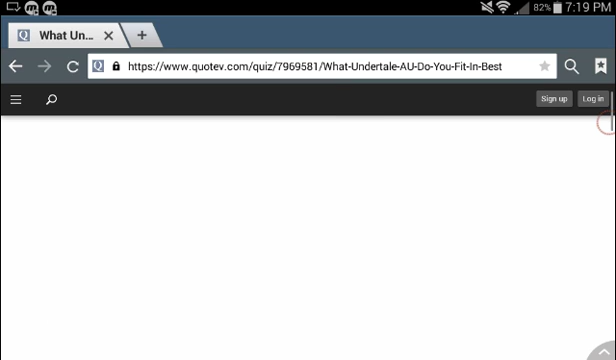 82% 7:19 PM
Q What Un... × +
Q https://www.quotev.com/quiz/7969581/What-Undertale-AU-Do-You-Fit-In-Best
Sign up Log in